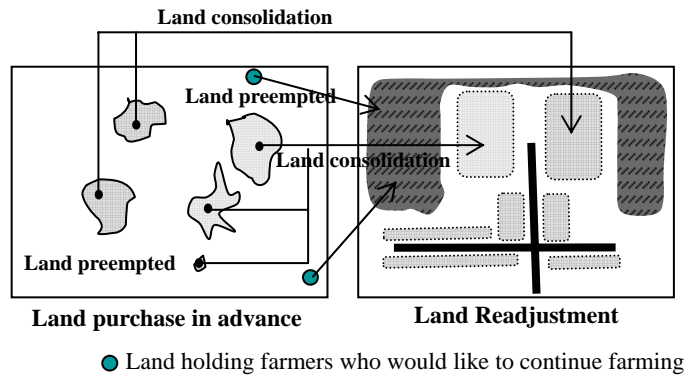 Land consolidation
Land preempted
Land consolidation
Land preempted
Land purchase in advance
Land Readjustment
Land holding farmers who would like to continue farming